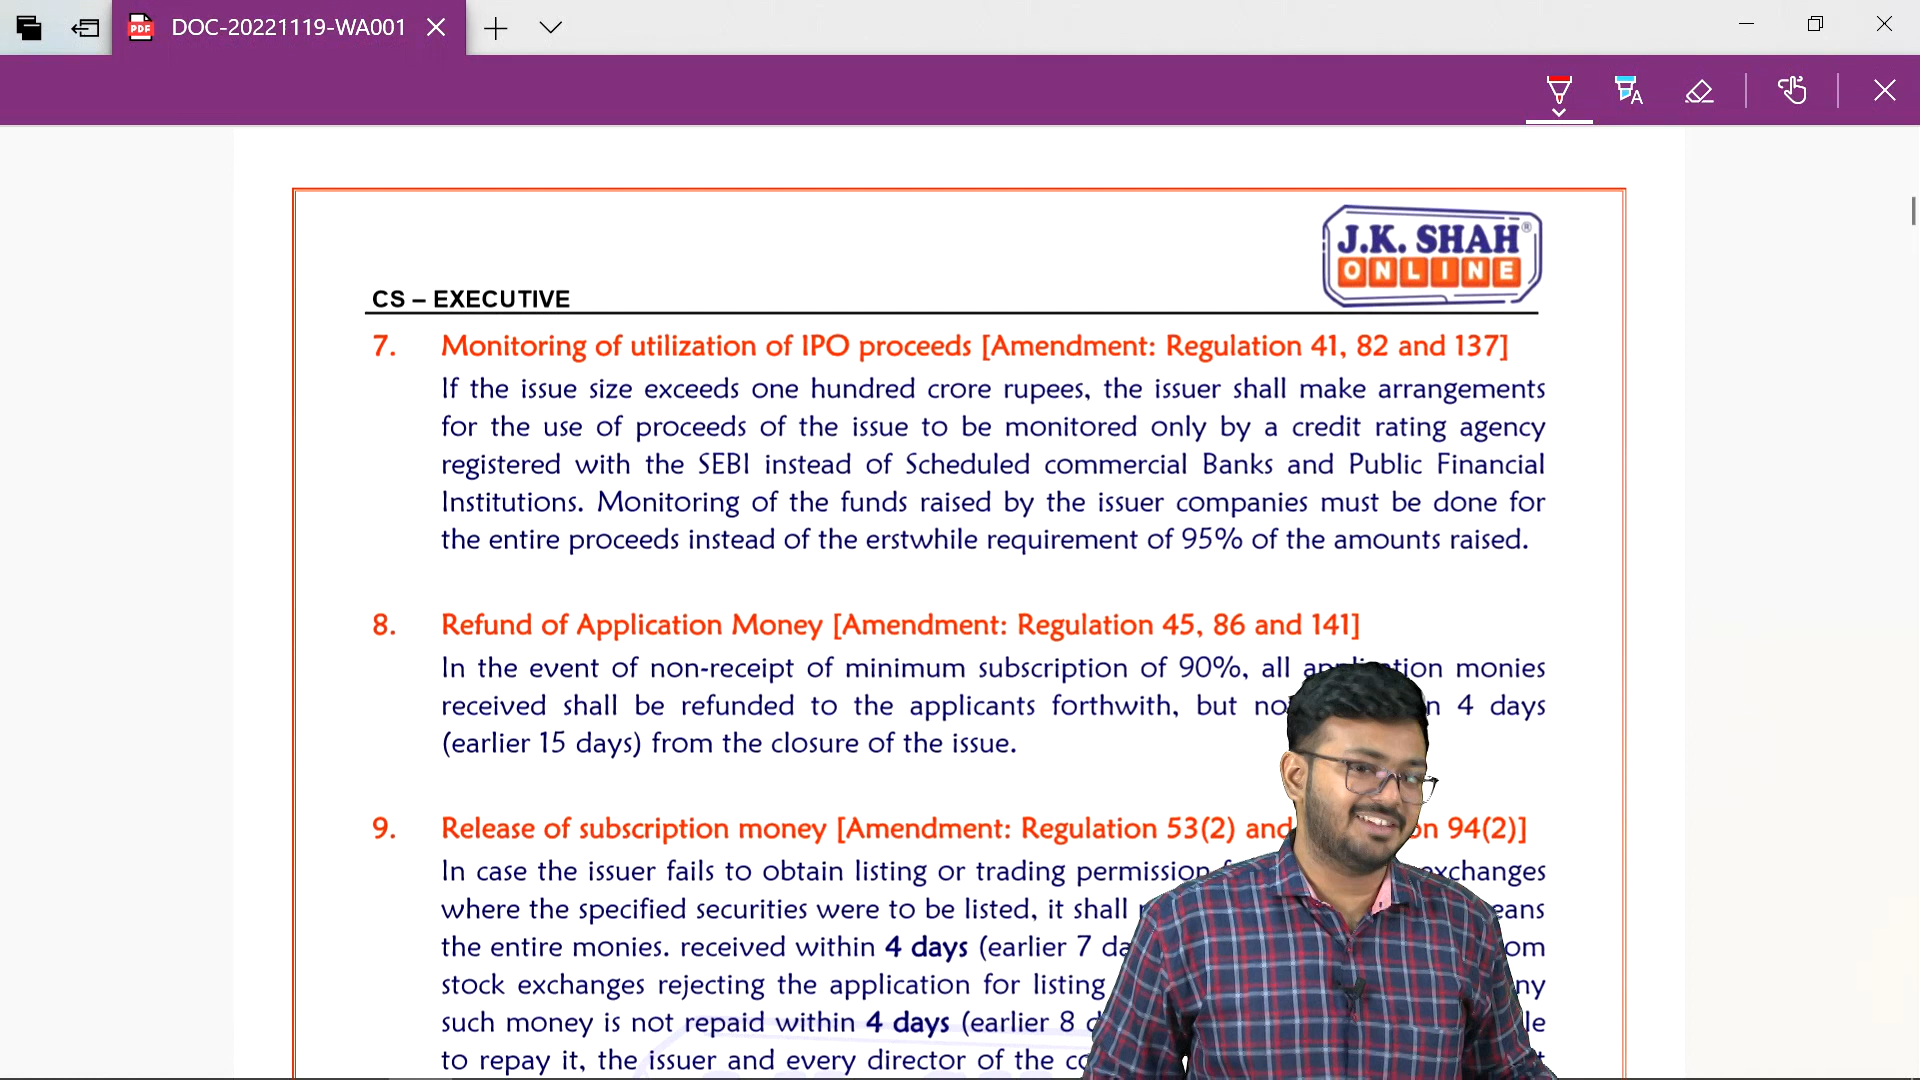 DOC-20221119-WA001
J.K. SHAH®
ONLINE
CS – EXECUTIVE
7. Monitoring of utilization of IPO proceeds [Amendment: Regulation 41, 82 and 137]
If the issue size exceeds one hundred crore rupees, the issuer shall make arrangements
for the use of proceeds of the issue to be monitored only by a credit rating agency
registered with the SEBI instead of Scheduled commercial Banks and Public Financial
Institutions. Monitoring of the funds raised by the issuer companies must be done for
the entire proceeds instead of the erstwhile requirement of 95% of the amounts raised.
8. Refund of Application Money [Amendment: Regulation 45, 86 and 141]
In the event of non-receipt of minimum subscription of 90%, all application monies
received shall be refunded to the applicants forthwith, but 4 days
(earlier 15 days) from the closure of the issue.
9. Release of subscription money [Amendment: Regulation 53(2) and 94(2)]
In case the issuer fails to obtain listing or trading permission exchanges
where the specified securities were to be listed, it shall
the entire monies. received within 4 days (earlier 7
stock exchanges rejecting the application for listing
such money is not repaid within 4 days (earlier 8
to repay it, the issuer and every director of the